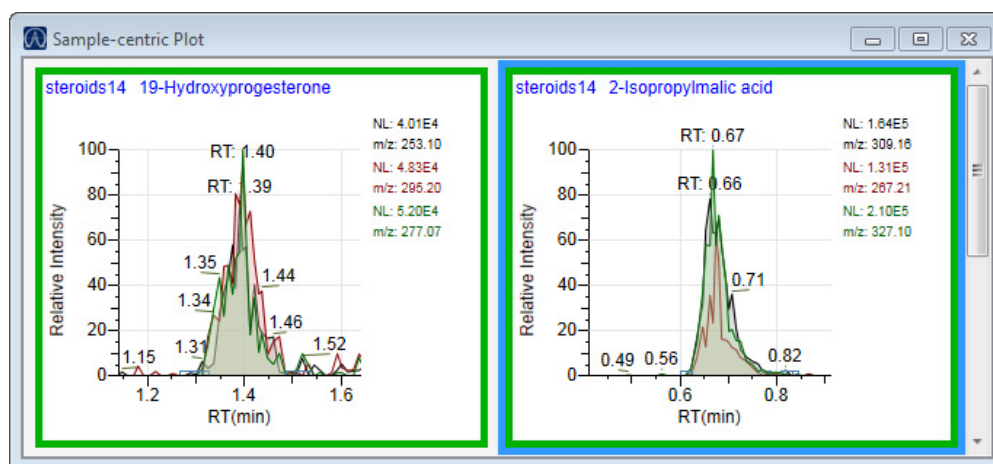 Sample-centric Plot
steroids14 19-Hydroxyprogesterone
NL: 4.01E4
m/z: 253.10
NL: 4.83E4
m/z: 295.20
NL: 5.20E4
m/z: 277.07
RT: 1.40
RT: 1.39
1.35
1.34
1.31
1.15
1.44
1.46
1.52
100
80
60
40
20
0
Relative Intensity
1.2 1.4 1.6
RT(min)
steroids14 2-Isopropylmalic acid
NL: 1.64E5
m/z: 309.16
NL: 1.31E5
m/z: 267.21
NL: 2.10E5
m/z: 327.10
RT: 0.67
RT: 0.66
0.71
0.49
0.56
0.82
100
80
60
40
20
0
Relative Intensity
0.6 0.8
RT(min)